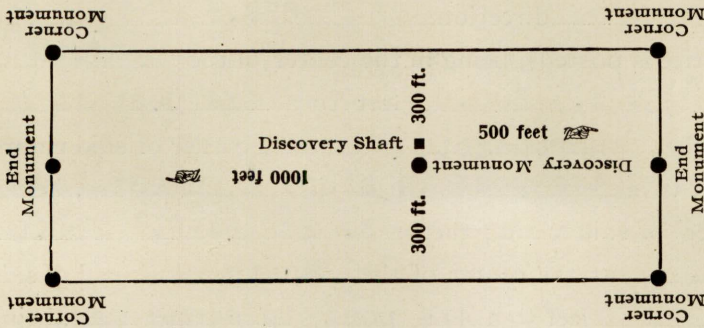 Corner
Monument
Corner
Monument
300 ft.
500 feet
Discovery Shaft
Discovery Monument
End
Monument
End
Monument
1000 feet
300 ft.
Corner
Monument
Corner
Monument